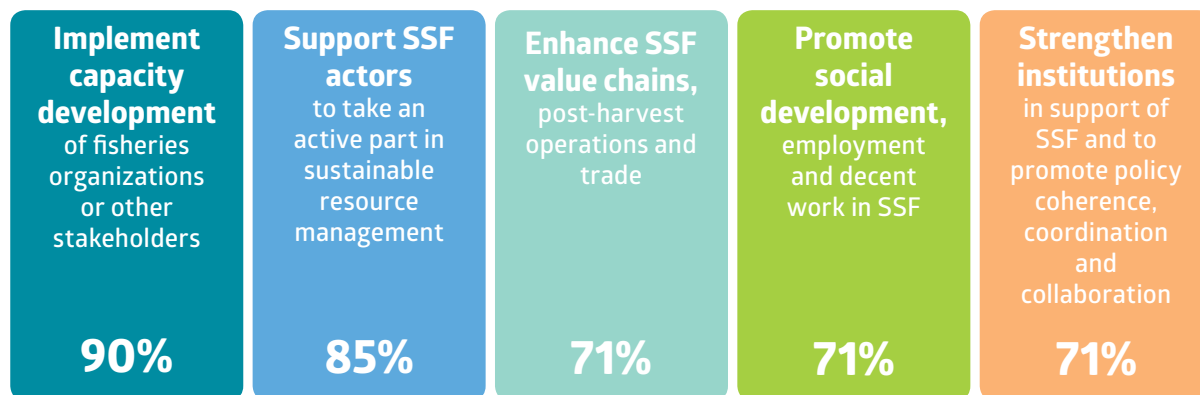 Implement
capacity
development
of fisheries
organizations
or other
stakeholders
90%
Support SSF
actors
to take an
active part in
sustainable
resource
management
85%
Enhance SSF
value chains,
post-harvest
operations and
trade
71%
Promote
social
development,
employment
and decent
work in SSF
71%
Strengthen
institutions
in support of
SSF and to
promote policy
coherence,
coordination
and
collaboration
71%